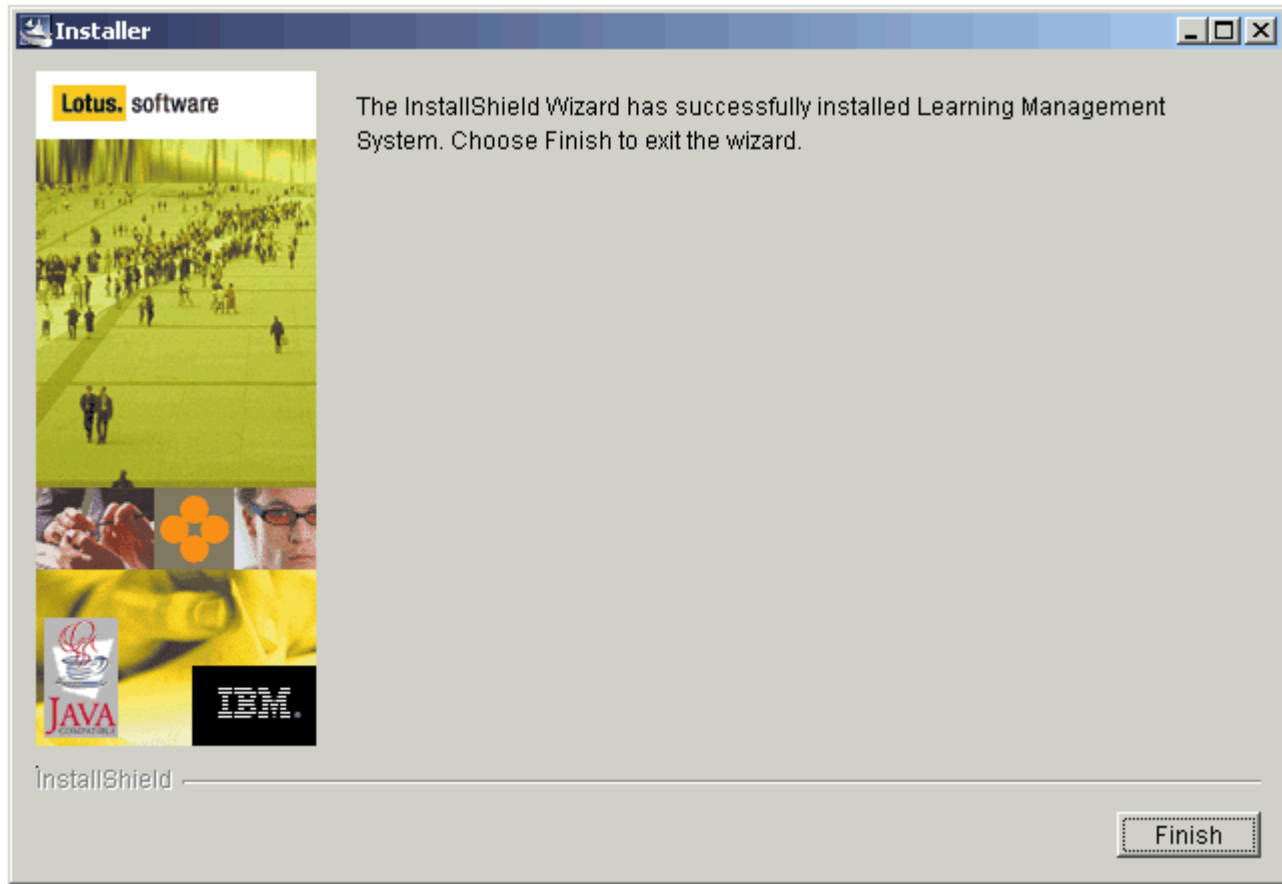 Installer
Lotus. software
The InstallShield Wizard has successfully installed Learning Management
System. Choose Finish to exit the wizard.
JAVA
COMPATIBLE
IBM.
InstallShield
Finish